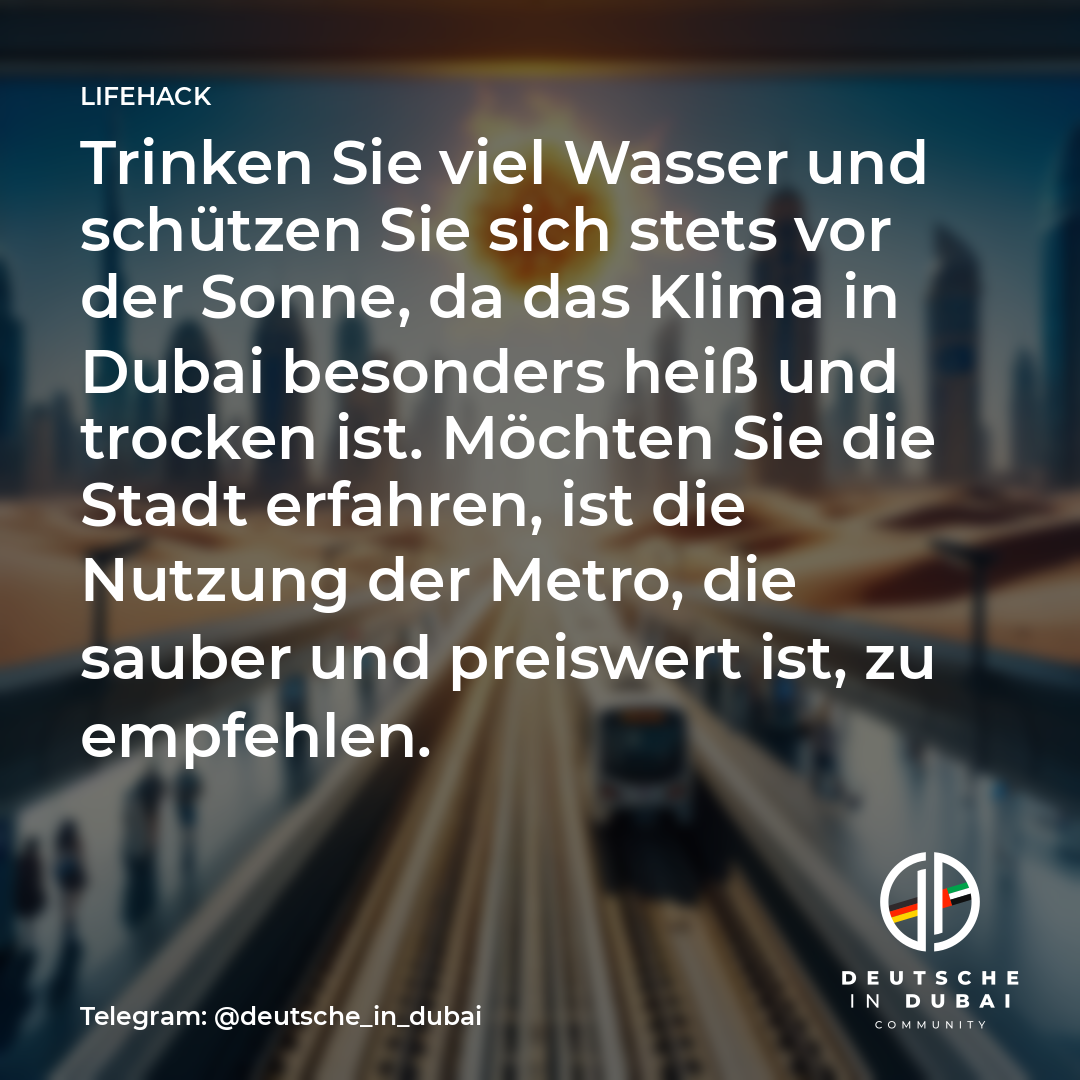 LIFEHACK
Trinken Sie viel Wasser und
schützen Sie sich stets vor
der Sonne, da das Klima in
Dubai besonders heiß und
trocken ist. Möchten Sie die
Stadt erfahren, ist die
Nutzung der Metro, die
sauber und preiswert ist, zu
empfehlen.
DEUTSCHE
IN DUBAI
COMMUNITY
Telegram: @deutsche_in_dubai